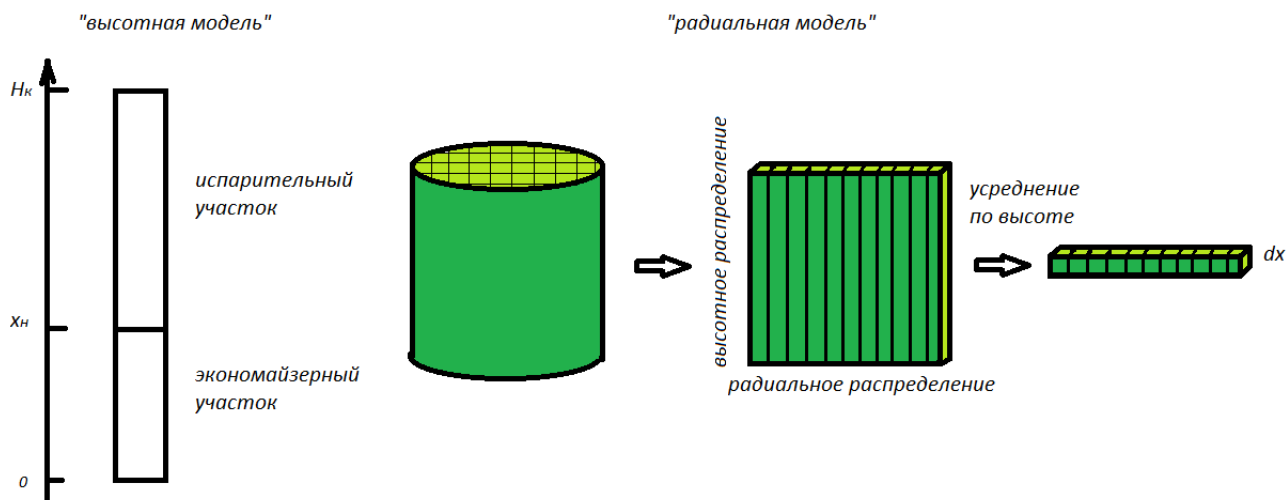 "высотная модель"
Hк
испарительный
участок
xн
экономайзерный
участок
0
"радиальная модель"
высотное распределение
радиальное распределение
усреднение
по высоте
dx